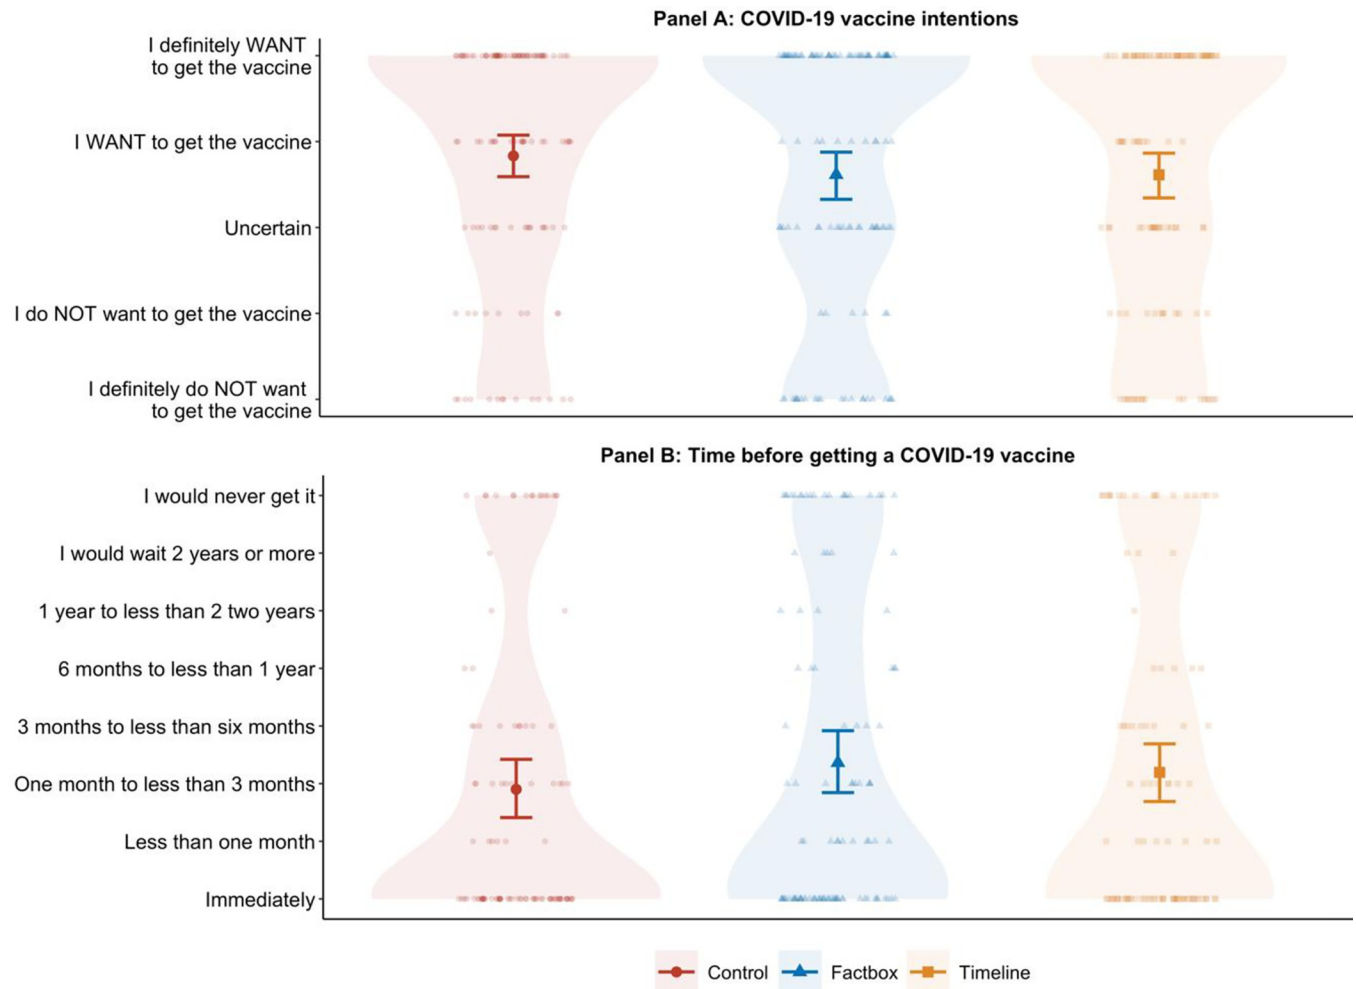 Panel A: COVID-19 vaccine intentions
I definitely WANT
to get the vaccine
I WANT to get the vaccine
Uncertain
I do NOT want to get the vaccine
I definitely do NOT want
to get the vaccine
Panel B: Time before getting a COVID-19 vaccine
I would never get it
I would wait 2 years or more
1 year to less than 2 two years
6 months to less than 1 year
3 months to less than six months
One month to less than 3 months
Less than one month
Immediately
Control Factbox Timeline